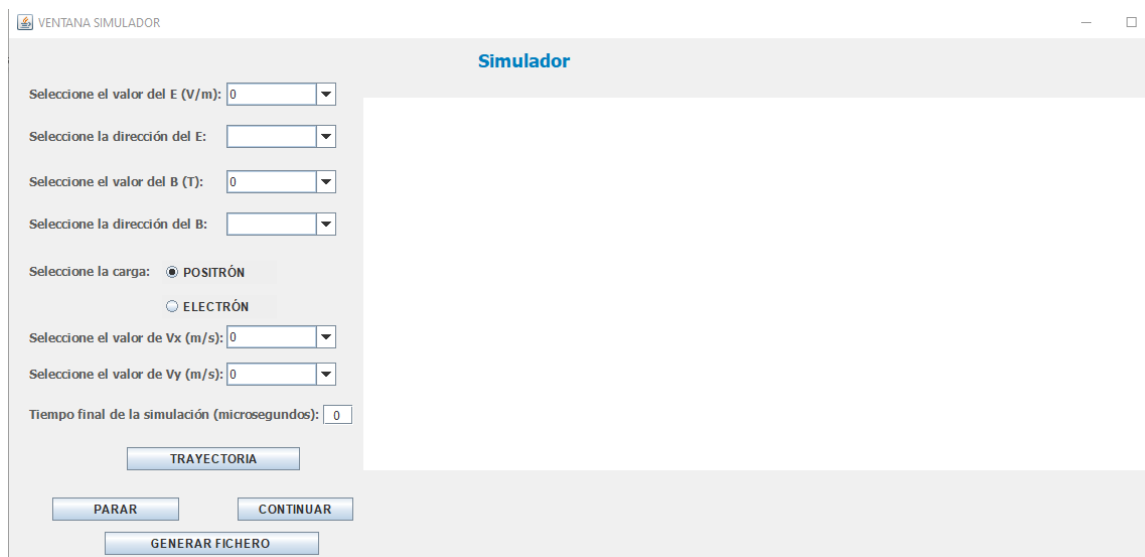 VENTANA SIMULADOR
Simulador
Seleccione el valor del E (V/m): 0
Seleccione la dirección del E:
Seleccione el valor del B (T): 0
Seleccione la dirección del B:
Seleccione la carga: POSITRÓN
ELECTRÓN
Seleccione el valor de Vx (m/s): 0
Seleccione el valor de Vy (m/s): 0
Tiempo final de la simulación (microsegundos): 0
TRAYECTORIA
PARAR CONTINUAR
GENERAR FICHERO